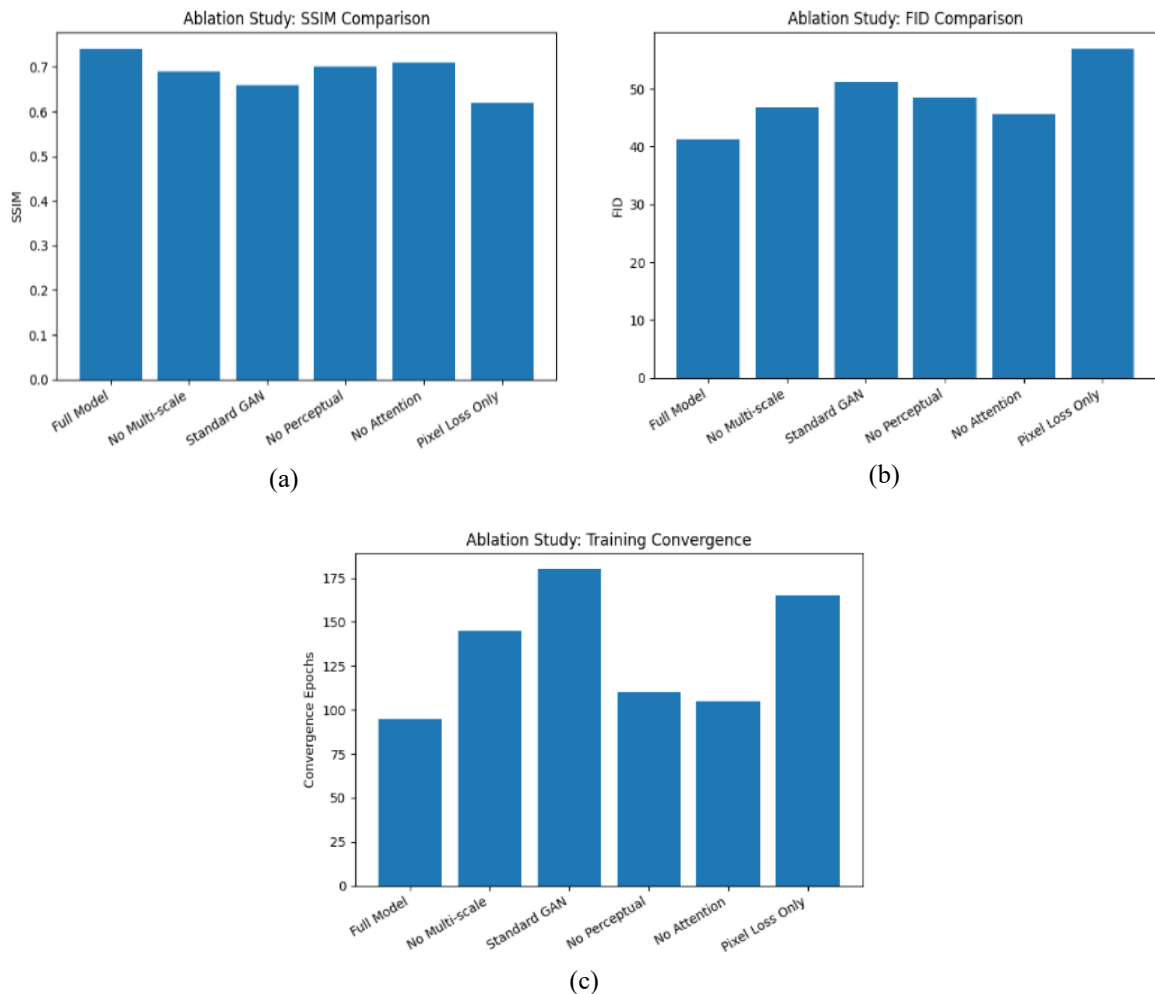 Ablation Study: SSIM Comparison
SSIM
0.7
0.6
0.5
0.4
0.3
0.2
0.1
0.0
Full Model
No Multi-scale
Standard GAN
No Perceptual
No Attention
Pixel Loss Only
(a)
Ablation Study: FID Comparison
FID
50
40
30
20
10
0
Full Model
No Multi-scale
Standard GAN
No Perceptual
No Attention
Pixel Loss Only
(b)
Ablation Study: Training Convergence
Convergence Epochs
175
150
125
100
75
50
25
0
Full Model
No Multi-scale
Standard GAN
No Perceptual
No Attention
Pixel Loss Only
(c)